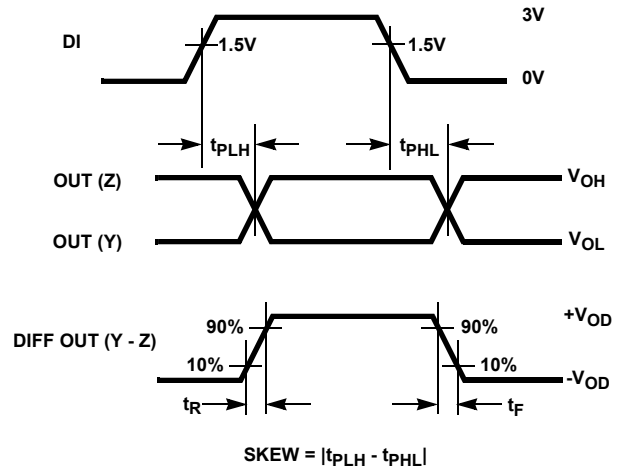 3V
DI
1.5V
1.5V
0V
tPLH
tPHL
OUT (Z)
VOH
OUT (Y)
VOL
+VOD
DIFF OUT (Y - Z)
90%
90%
10%
10%
-VOD
tR
tF
SKEW = |tPLH - tPHL|